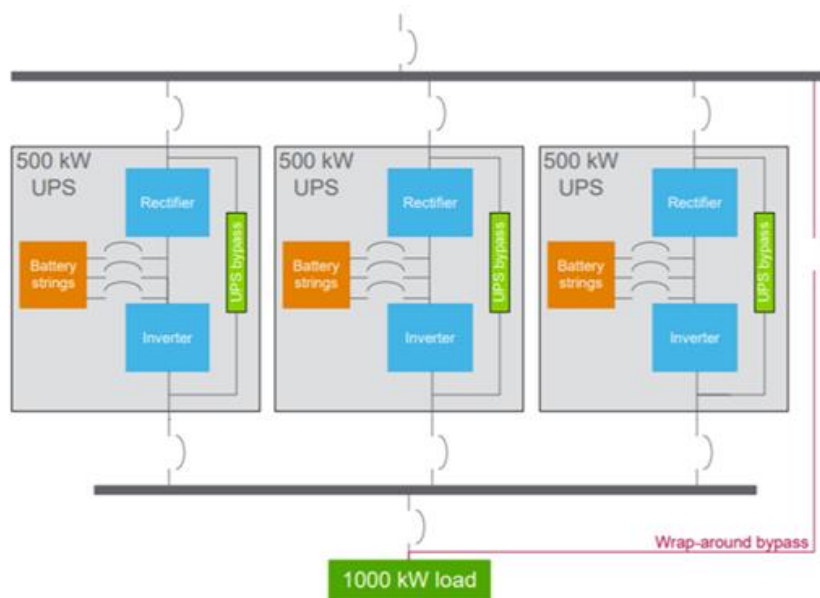 500 kW
UPS
Rectifier
Battery
strings
UPS bypass
Inverter
500 kW
UPS
Rectifier
Battery
strings
UPS bypass
Inverter
500 kW
UPS
Rectifier
Battery
strings
UPS bypass
Inverter
Wrap-around bypass
1000 kW load